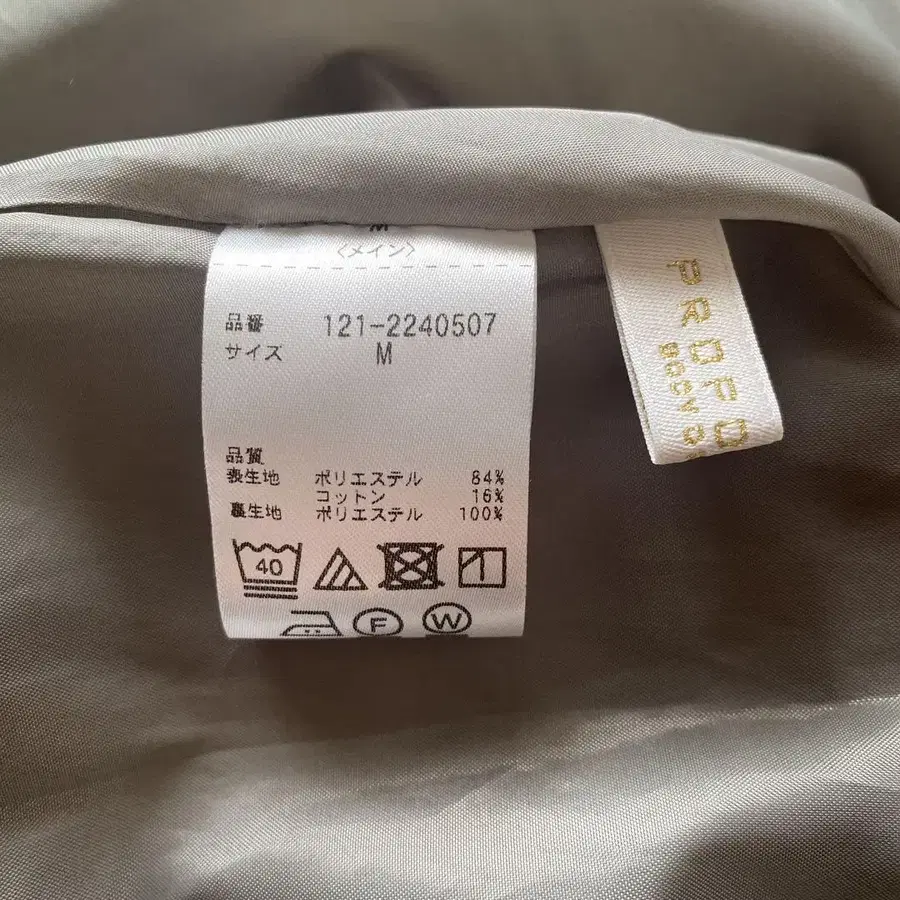 M
〈メイン〉
品番 121-2240507
サイズ M
品質
表生地 ポリエステル 84%
コットン 16%
裏生地 ポリエステル 100%
40
F
W
PROFO
BODY D